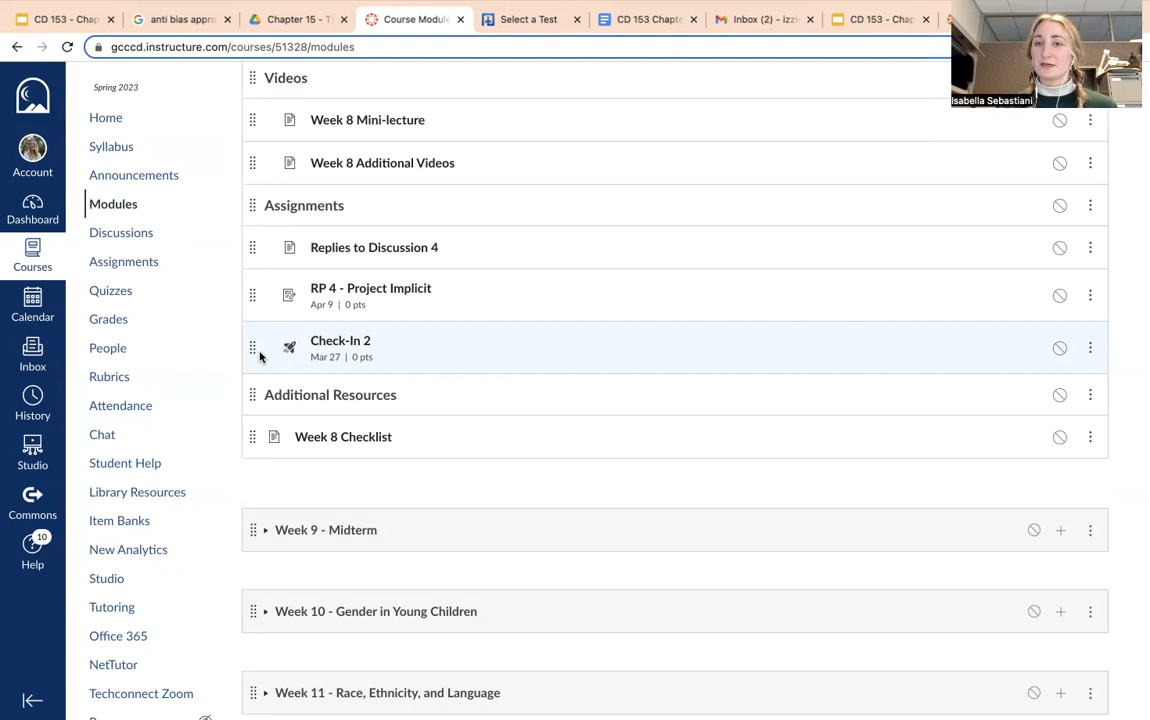 CD 153 - Chap
anti bias appro
Chapter 15 - T
Course Module
Select a Test
CD 153 Chapte
Inbox (2) - izzi
CD 153 - Chap
gcccd.instructure.com/courses/51328/modules
Isabella Sebastiani
Account
Dashboard
Courses
Calendar
Inbox
History
Studio
Commons
10
Help
Spring 2023
Home
Syllabus
Announcements
Modules
Discussions
Assignments
Quizzes
Grades
People
Rubrics
Attendance
Chat
Student Help
Library Resources
Item Banks
New Analytics
Studio
Tutoring
Office 365
NetTutor
Techconnect Zoom
Videos
Week 8 Mini-lecture
Week 8 Additional Videos
Assignments
Replies to Discussion 4
RP 4 - Project Implicit
Apr 9 | 0 pts
Check-In 2
Mar 27 | 0 pts
Additional Resources
Week 8 Checklist
Week 9 - Midterm
Week 10 - Gender in Young Children
Week 11 - Race, Ethnicity, and Language